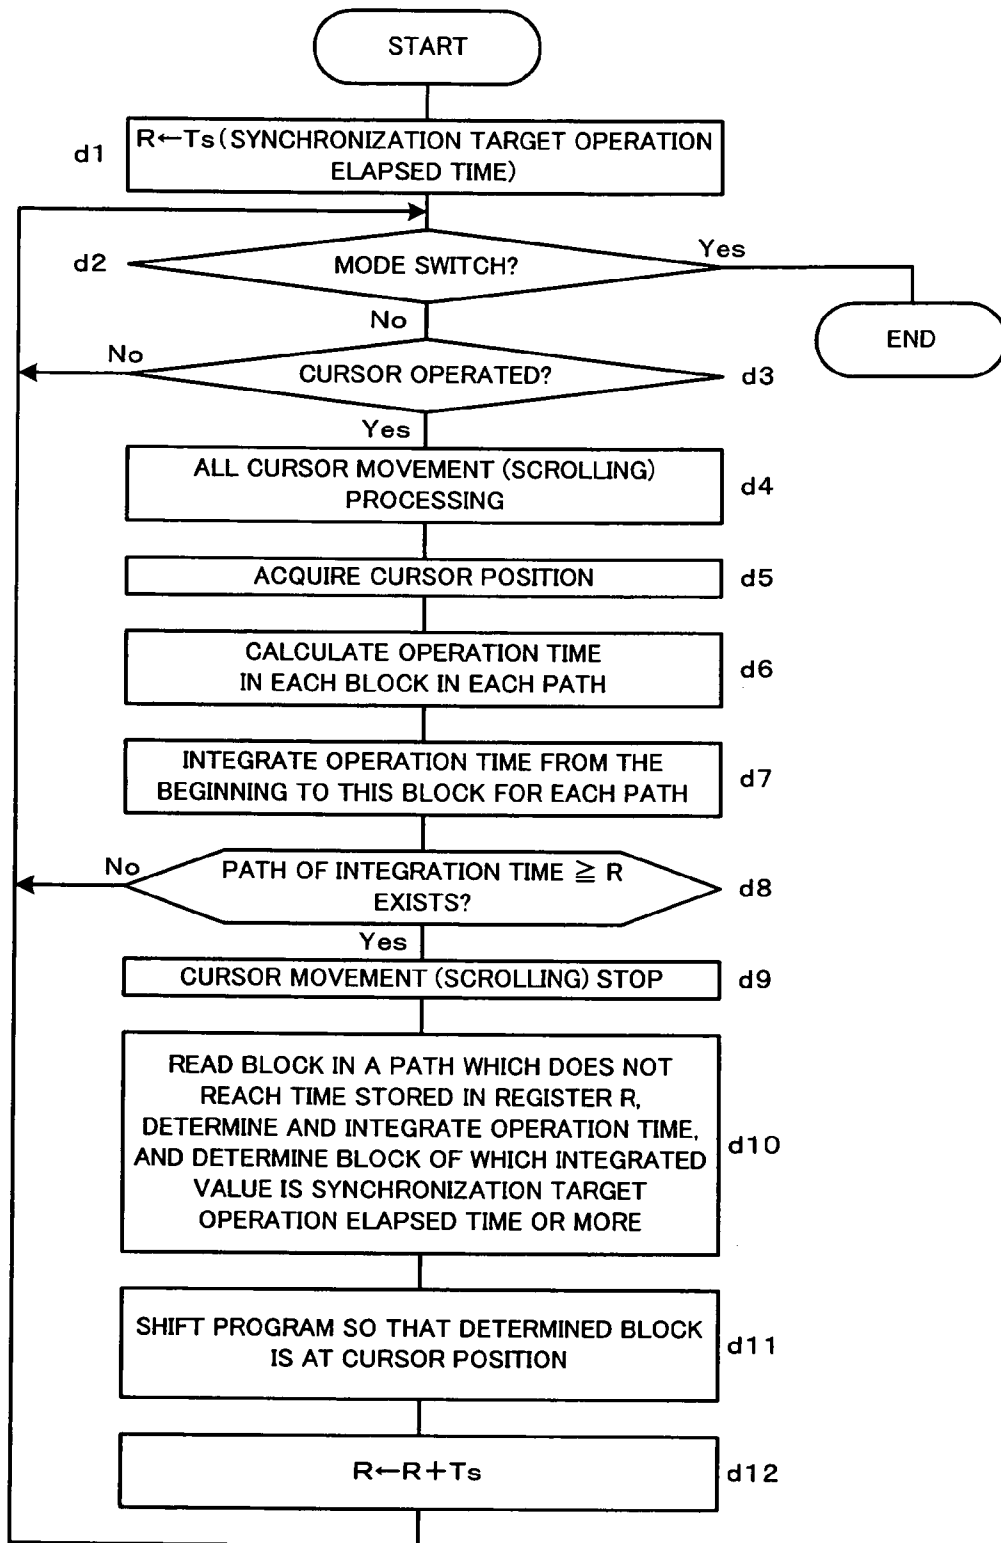 START
d1
R←Ts(SYNCHRONIZATION TARGET OPERATION
ELAPSED TIME)
d2
MODE SWITCH?
Yes
No
END
No
CURSOR OPERATED?
d3
Yes
ALL CURSOR MOVEMENT (SCROLLING)
PROCESSING
d4
ACQUIRE CURSOR POSITION
d5
CALCULATE OPERATION TIME
IN EACH BLOCK IN EACH PATH
d6
INTEGRATE OPERATION TIME FROM THE
BEGINNING TO THIS BLOCK FOR EACH PATH
d7
No
PATH OF INTEGRATION TIME ≧ R
EXISTS?
d8
Yes
CURSOR MOVEMENT (SCROLLING) STOP
d9
READ BLOCK IN A PATH WHICH DOES NOT
REACH TIME STORED IN REGISTER R,
DETERMINE AND INTEGRATE OPERATION TIME,
AND DETERMINE BLOCK OF WHICH INTEGRATED
VALUE IS SYNCHRONIZATION TARGET
OPERATION ELAPSED TIME OR MORE
d10
SHIFT PROGRAM SO THAT DETERMINED BLOCK
IS AT CURSOR POSITION
d11
R←R+Ts
d12